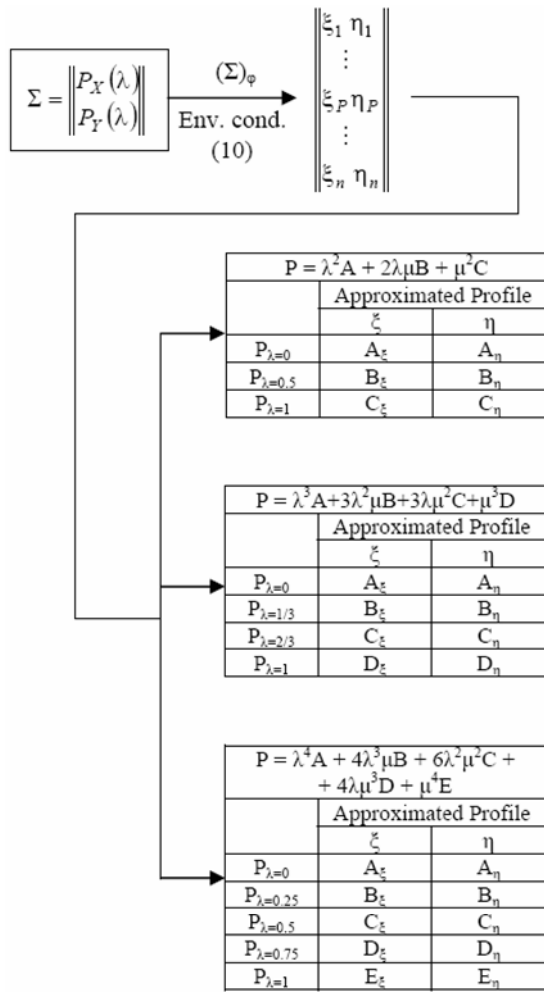 Σ = ‖P_X(λ) P_Y(λ)‖
(Σ)_φ
Env. cond.
(10)
ξ_1 η_1
⋮
ξ_P η_P
⋮
ξ_n η_n
P = λ²A + 2λμB + μ²C
Approximated Profile
ξ η
P_λ=0 A_ξ A_η
P_λ=0.5 B_ξ B_η
P_λ=1 C_ξ C_η
P = λ³A+3λ²μB+3λμ²C+μ³D
Approximated Profile
ξ η
P_λ=0 A_ξ A_η
P_λ=1/3 B_ξ B_η
P_λ=2/3 C_ξ C_η
P_λ=1 D_ξ D_η
P = λ⁴A + 4λ³μB + 6λ²μ²C +
+ 4λμ³D + μ⁴E
Approximated Profile
ξ η
P_λ=0 A_ξ A_η
P_λ=0.25 B_ξ B_η
P_λ=0.5 C_ξ C_η
P_λ=0.75 D_ξ D_η
P_λ=1 E_ξ E_η